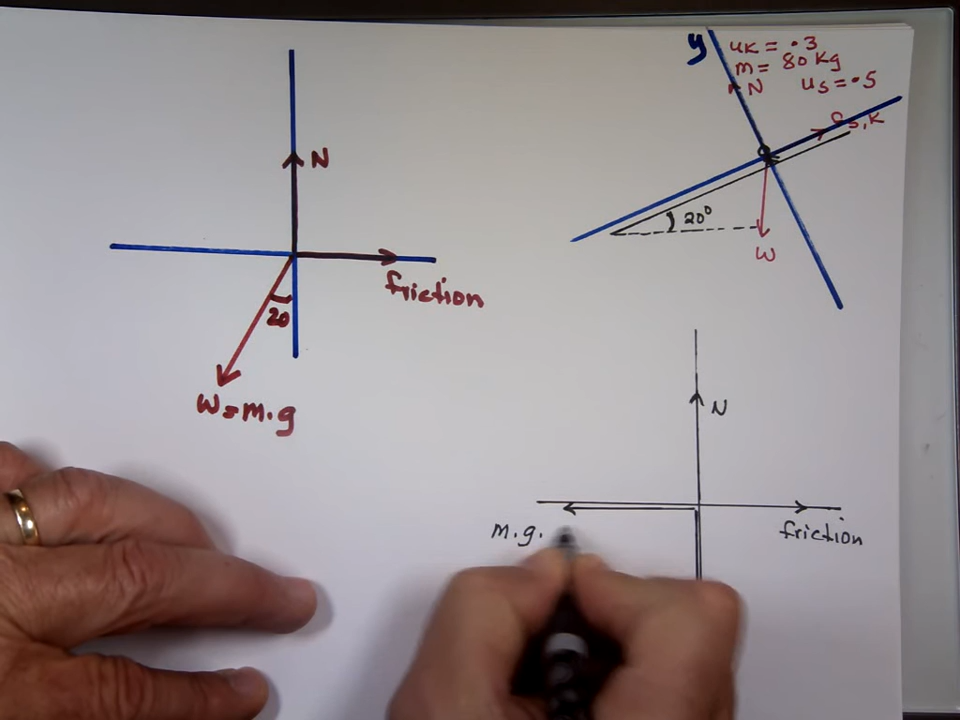 N
friction
20
W=m.g
y
uk = .3
m = 80 kg
N us = .5
s,k
20°
W
N
m.g.
friction